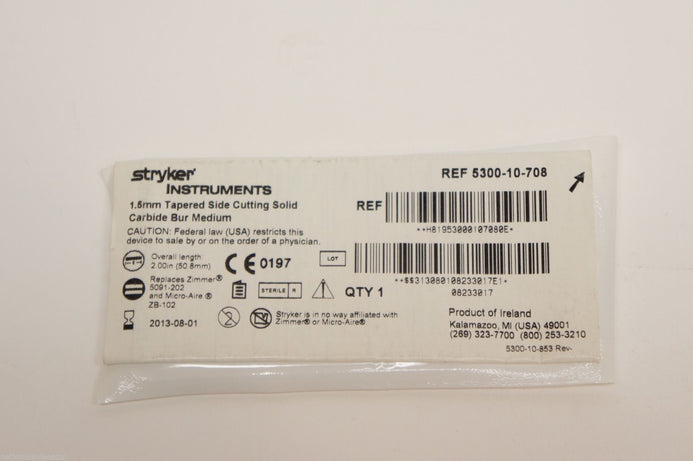 stryker®
INSTRUMENTS
REF 5300-10-708
1.6mm Tapered Side Cutting Solid
Carbide Bur Medium
REF
**H81953000107080E*
CAUTION: Federal law (USA) restricts this
device to sale by or on the order of a physician.
Overall length
2.00in (50.8mm)
CE 0197
LOT
*+$$313080108233017E1*
08233017
Replaces Zimmer®
5091-202
and Micro-Aire ®
ZB-102
STERILE R
QTY 1
2013-08-01
Stryker is in no way affiliated with
Zimmer® or Micro-Aire®
Product of Ireland
Kalamazoo, MI (USA) 49001
(269) 323-7700 (800) 253-3210
5300-10-853 Rev-